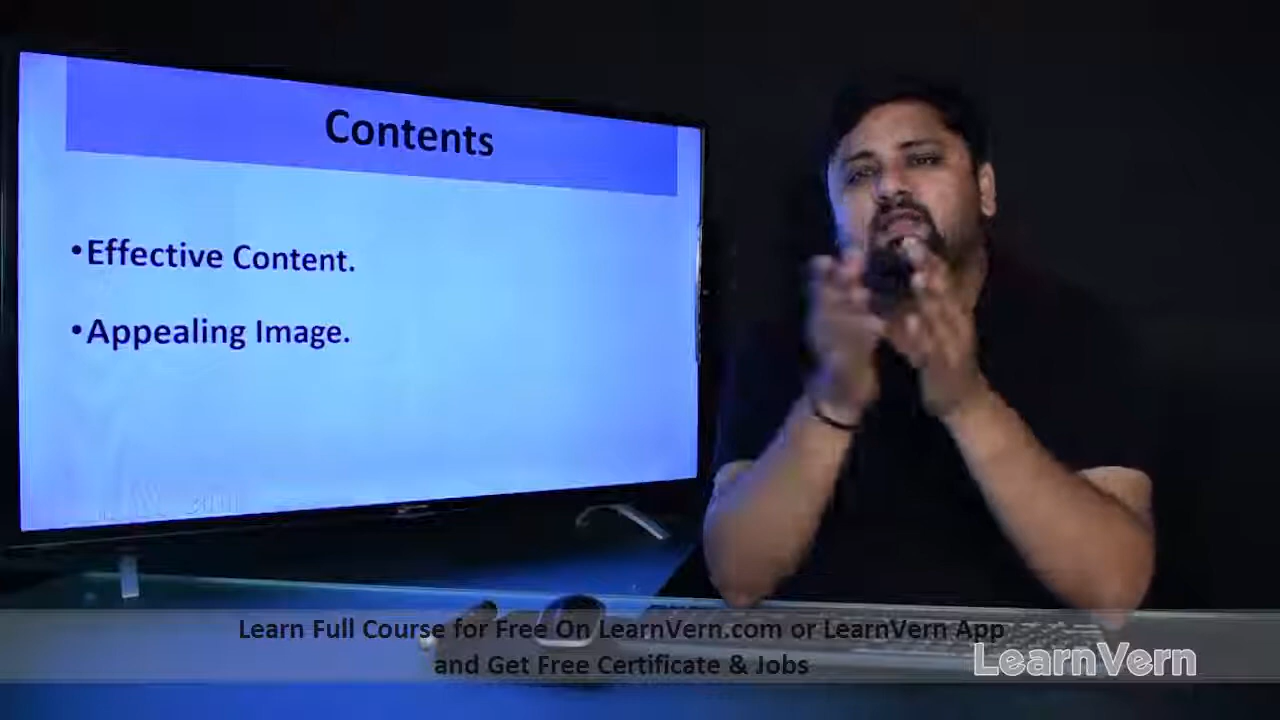 Contents
•Effective Content.
•Appealing Image.
Learn Full Course for Free On LearnVern.com or LearnVern App
and Get Free Certificate & Jobs
LearnVern